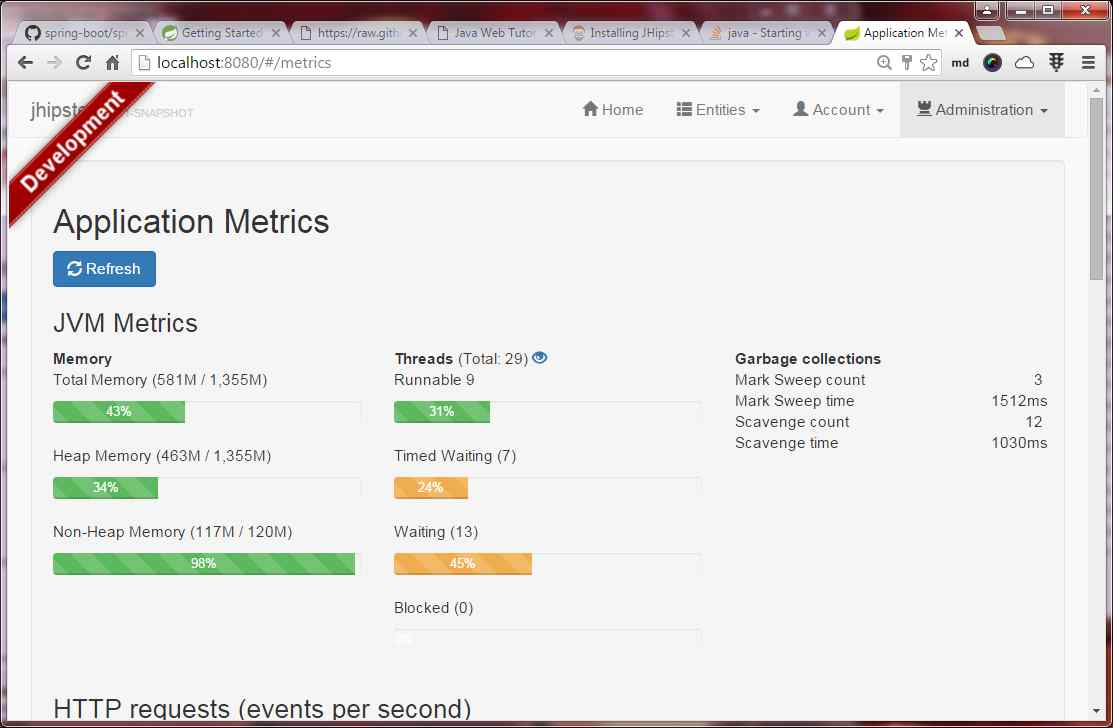 spring-boot/spr
Getting Started
https://raw.gith
Java Web Tutor
Installing JHips
java - Starting
Application Met
localhost:8080/#/metrics
md
jhipste
-SNAPSHOT
Development
Home
Entities
Account
Administration
Application Metrics
Refresh
JVM Metrics
Memory
Total Memory (581M / 1,355M)
43%
Heap Memory (463M / 1,355M)
34%
Non-Heap Memory (117M / 120M)
98%
Threads (Total: 29)
Runnable 9
31%
Timed Waiting (7)
24%
Waiting (13)
45%
Blocked (0)
0%
Garbage collections
Mark Sweep count 3
Mark Sweep time 1512ms
Scavenge count 12
Scavenge time 1030ms
HTTP requests (events per second)